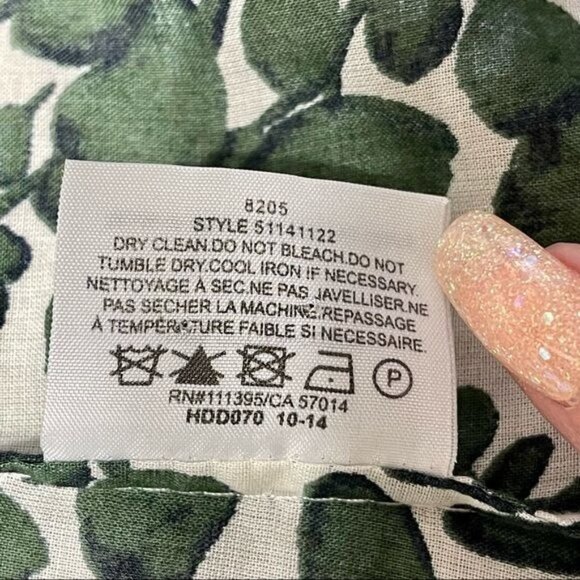 8205
STYLE 51141122
DRY CLEAN.DO NOT BLEACH.DO NOT
TUMBLE DRY.COOL IRON IF NECESSARY.
NETTOYAGE À SEC.NE PAS JAVELLISER.NE
PAS SECHER LA MACHINE.REPASSAGE
À TEMPERATURE FAIBLE SI NECESSAIRE.
P
RN#111395/CA 57014
HDD070 10-14